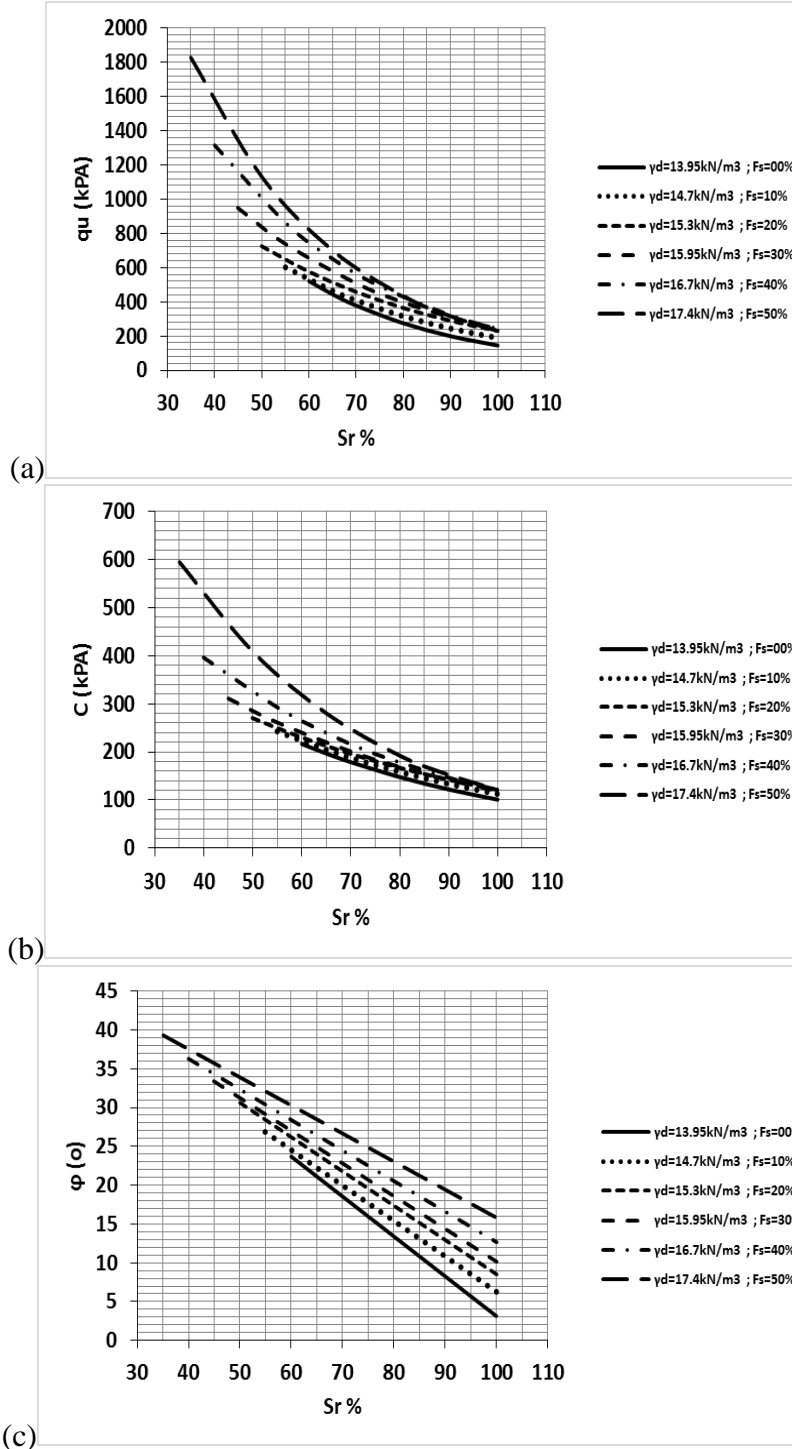 2000
1800
1600
1400
1200
1000
800
600
400
200
0
qu (kPA)
30 40 50 60 70 80 90 100 110
Sr %
γd=13.95kN/m3 ; Fs=00%
γd=14.7kN/m3 ; Fs=10%
γd=15.3kN/m3 ; Fs=20%
γd=15.95kN/m3 ; Fs=30%
γd=16.7kN/m3 ; Fs=40%
γd=17.4kN/m3 ; Fs=50%
(a)
700
600
500
400
300
200
100
0
C (kPA)
30 40 50 60 70 80 90 100 110
Sr %
γd=13.95kN/m3 ; Fs=00%
γd=14.7kN/m3 ; Fs=10%
γd=15.3kN/m3 ; Fs=20%
γd=15.95kN/m3 ; Fs=30%
γd=16.7kN/m3 ; Fs=40%
γd=17.4kN/m3 ; Fs=50%
(b)
45
40
35
30
25
20
15
10
5
0
φ (o)
30 40 50 60 70 80 90 100 110
Sr %
γd=13.95kN/m3 ; Fs=00
γd=14.7kN/m3 ; Fs=10%
γd=15.3kN/m3 ; Fs=20%
γd=15.95kN/m3 ; Fs=30
γd=16.7kN/m3 ; Fs=40%
γd=17.4kN/m3 ; Fs=50%
(c)